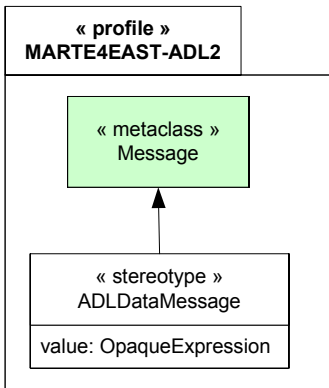 « profile »
MARTE4EAST-ADL2
« metaclass »
Message
« stereotype »
ADLDataMessage
value: OpaqueExpression